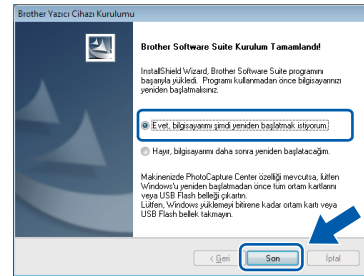 Brother Yazıcı Cihazı Kurulumu
Brother Software Suite Kurulum Tamamlandı!
InstallShield Wizard, Brother Software Suite programını
başarıyla yükledi. Programı kullanmadan önce bilgisayarınızı
yeniden başlatmalısınız.
Evet, bilgisayarımı şimdi yeniden başlatmak istiyorum.
Hayır, bilgisayarımı daha sonra yeniden başlatacağım.
Makinenizde PhotoCapture Center özelliği mevcutsa, lütfen
Windows'u yeniden başlatmadan önce tüm ortam kartlarını
veya USB Flash belleği çıkartın.
Lütfen, Windows yüklemeyi bitirene kadar ortam kartı veya
USB Flash bellek takmayın.
< Geri
Son
İptal